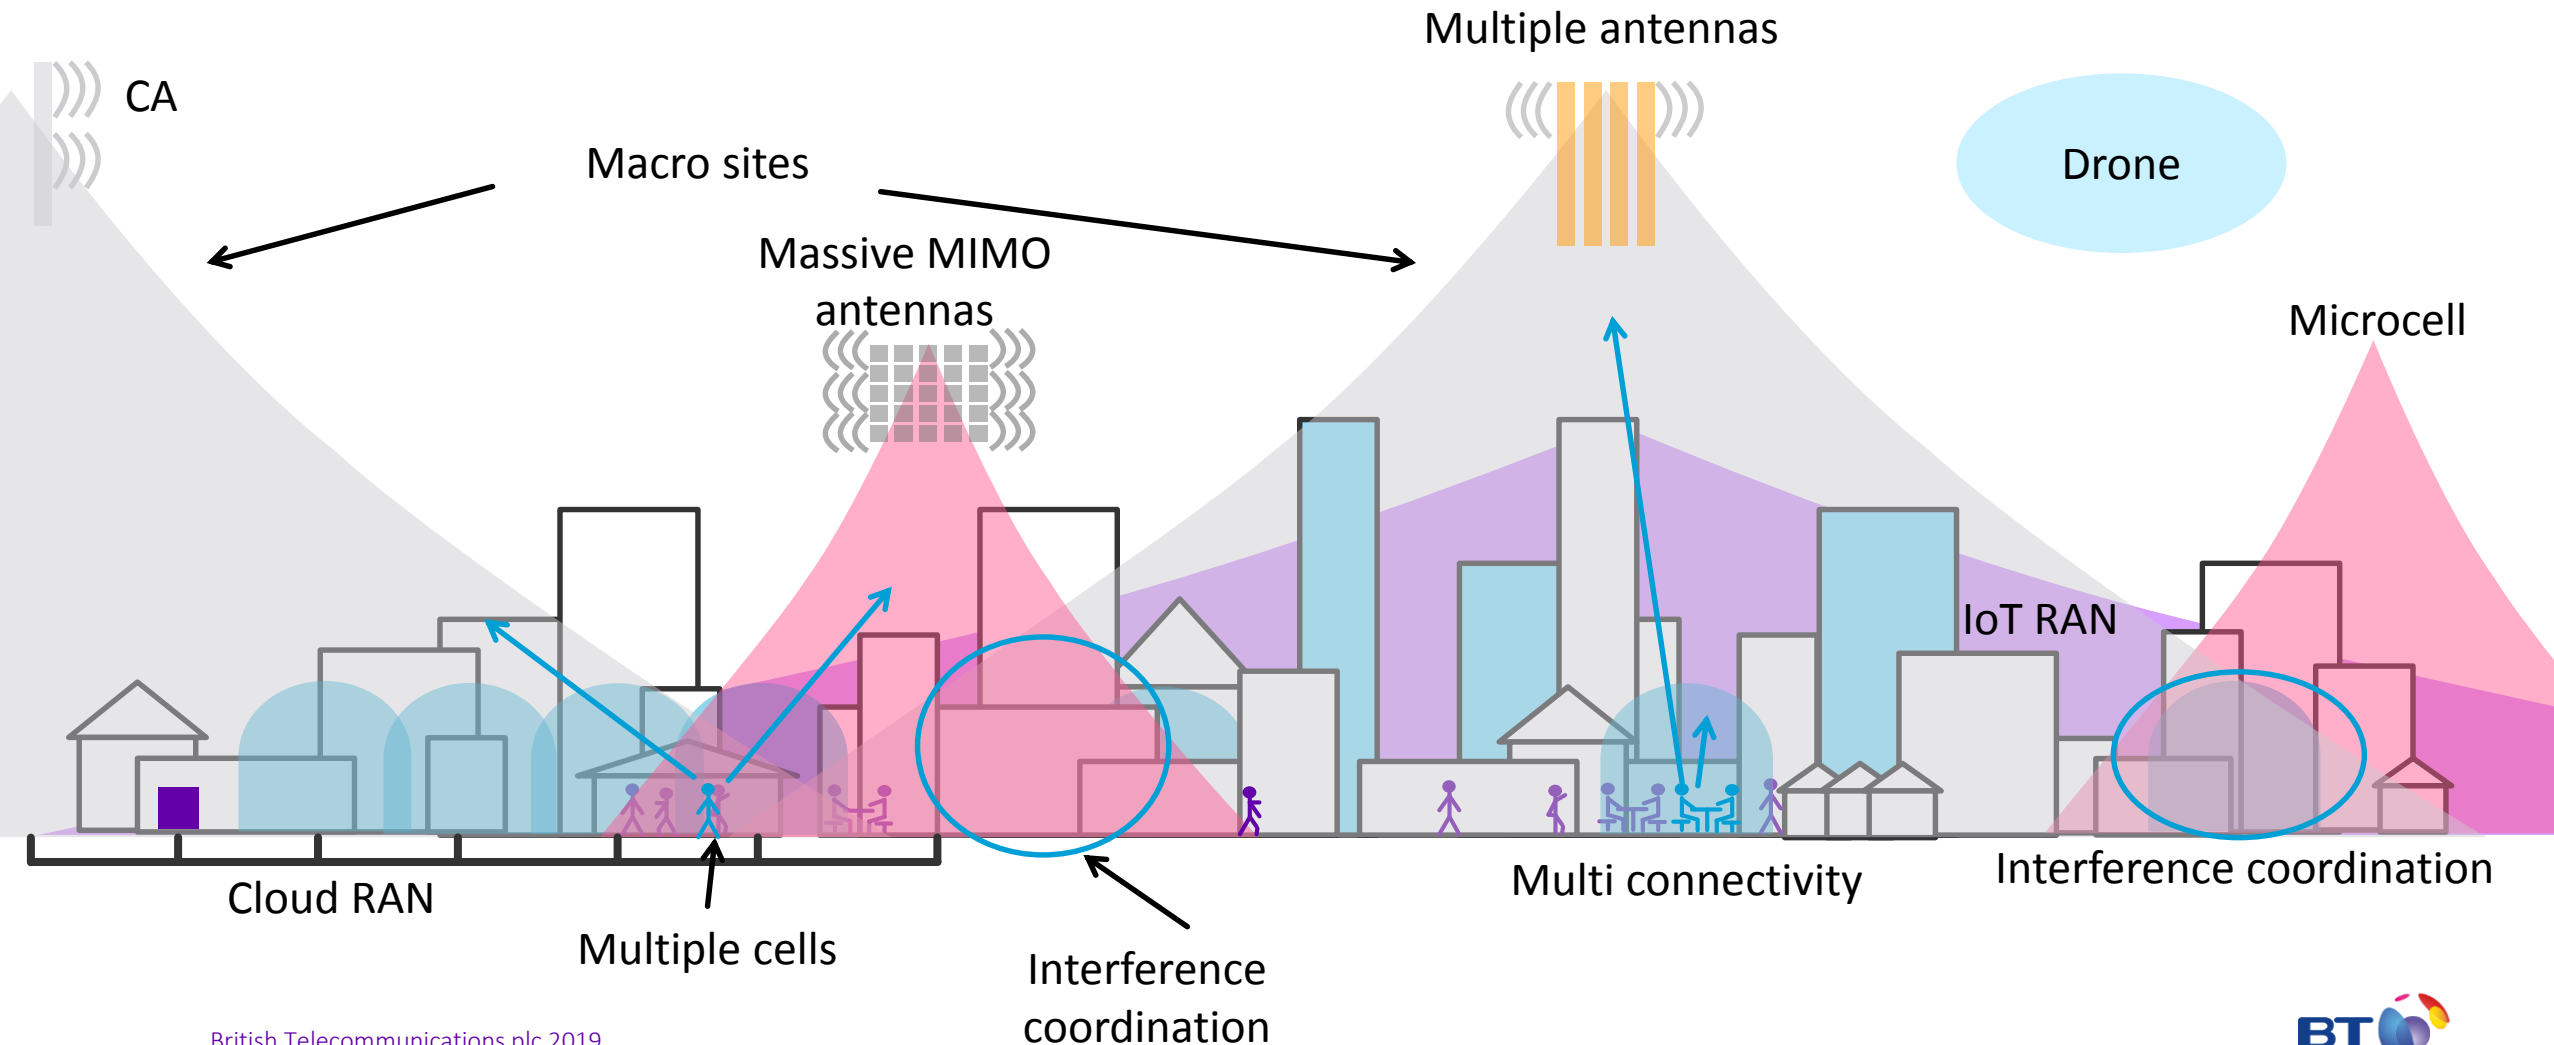 Multiple antennas
CA
Macro sites
Drone
Massive MIMO
antennas
Microcell
IoT RAN
Cloud RAN
Multi connectivity
Interference coordination
Multiple cells
Interference
coordination
British Telecommunications plc 2019
BT